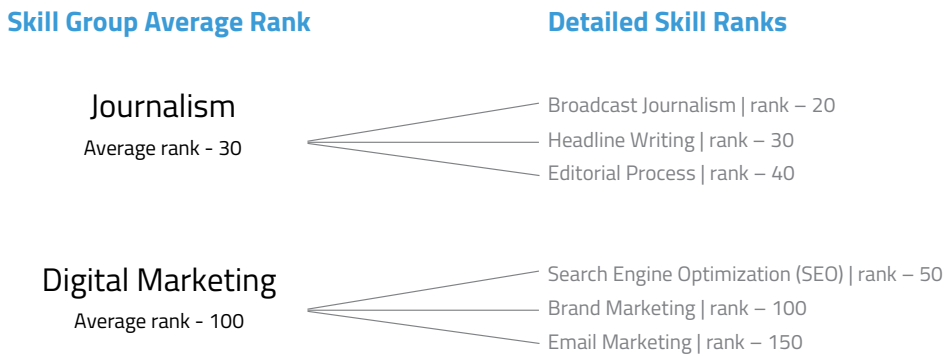 Skill Group Average Rank
Detailed Skill Ranks
Journalism
Average rank - 30
Broadcast Journalism | rank – 20
Headline Writing | rank – 30
Editorial Process | rank – 40
Digital Marketing
Average rank - 100
Search Engine Optimization (SEO) | rank – 50
Brand Marketing | rank – 100
Email Marketing | rank – 150